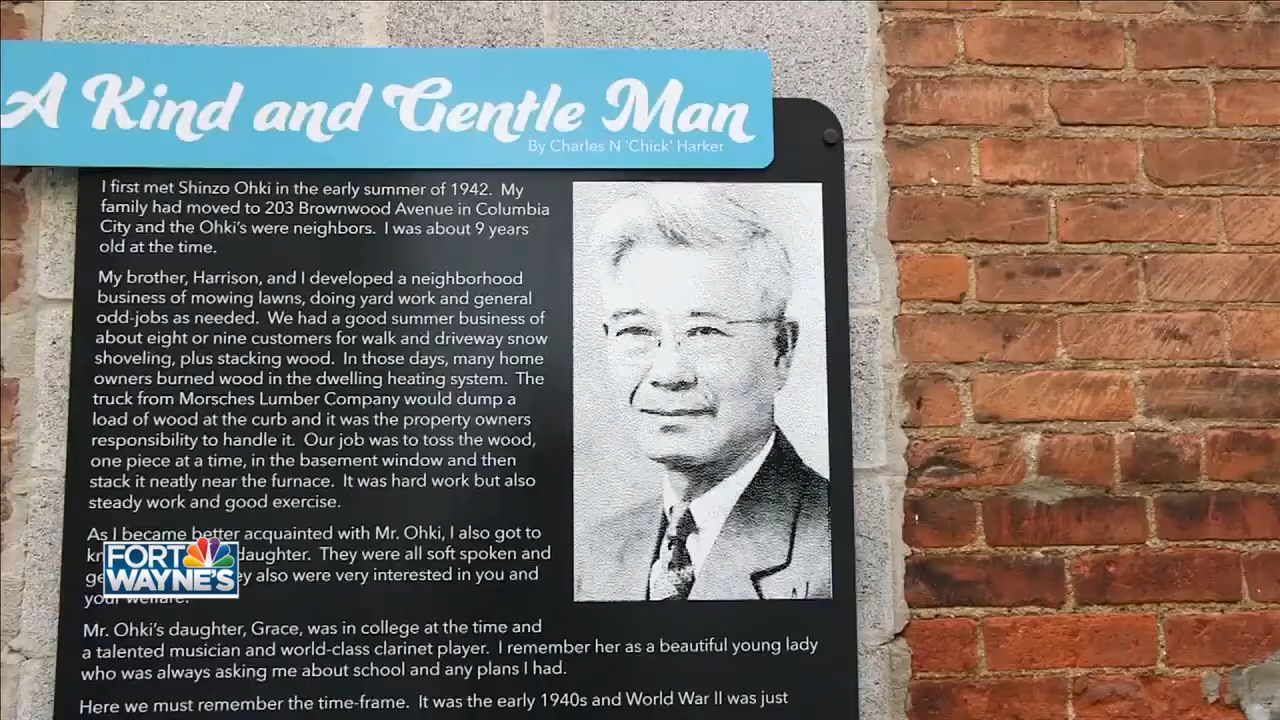 A Kind and Gentle Man
By Charles N 'Chick' Harker
I first met Shinzo Ohki in the early summer of 1942. My
family had moved to 203 Brownwood Avenue in Columbia
City and the Ohki's were neighbors. I was about 9 years
old at the time.
My brother, Harrison, and I developed a neighborhood
business of mowing lawns, doing yard work and general
odd-jobs as needed. We had a good summer business of
about eight or nine customers for walk and driveway snow
shoveling, plus stacking wood. In those days, many home
owners burned wood in the dwelling heating system. The
truck from Morsches Lumber Company would dump a
load of wood at the curb and it was the property owners
responsibility to handle it. Our job was to toss the wood,
one piece at a time, in the basement window and then
stack it neatly near the furnace. It was hard work but also
steady work and good exercise.
As I became better acquainted with Mr. Ohki, I also got to
daughter. They were all soft spoken and
also were very interested in you and
your welfare.
FORT
WAYNE'S
Mr. Ohki's daughter, Grace, was in college at the time and
a talented musician and world-class clarinet player. I remember her as a beautiful young lady
who was always asking me about school and any plans I had.
Here we must remember the time-frame. It was the early 1940s and World War II was just